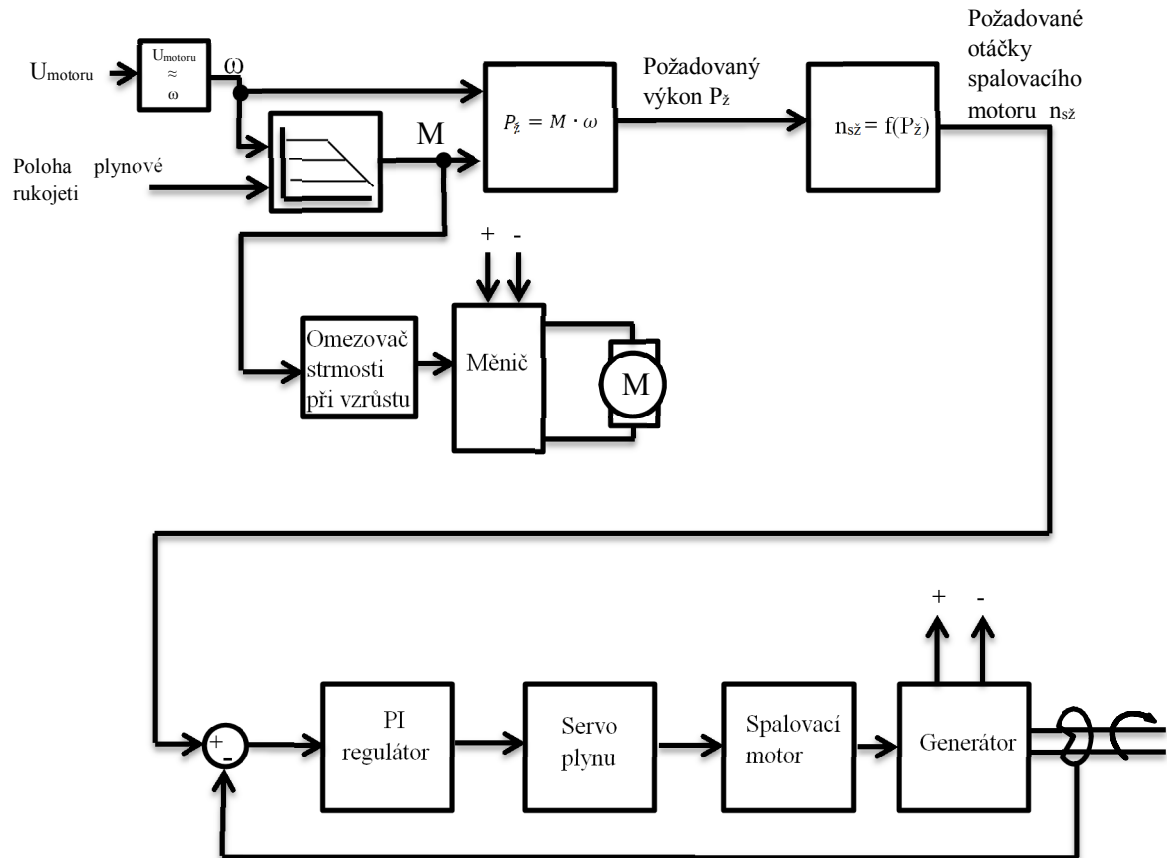 Požadované
otáčky
spalovacího
motoru nsž
Umotoru
Umotoru
≈
ω
ω
Požadovaný
výkon Pž
Pž = M · ω
nsž = f(Pž)
M
Poloha plynové
rukojeti
+ -
Omezovač
strmosti
při vzrůstu
Měnič
M
+ -
+
-
PI
regulátor
Servo
plynu
Spalovací
motor
Generátor